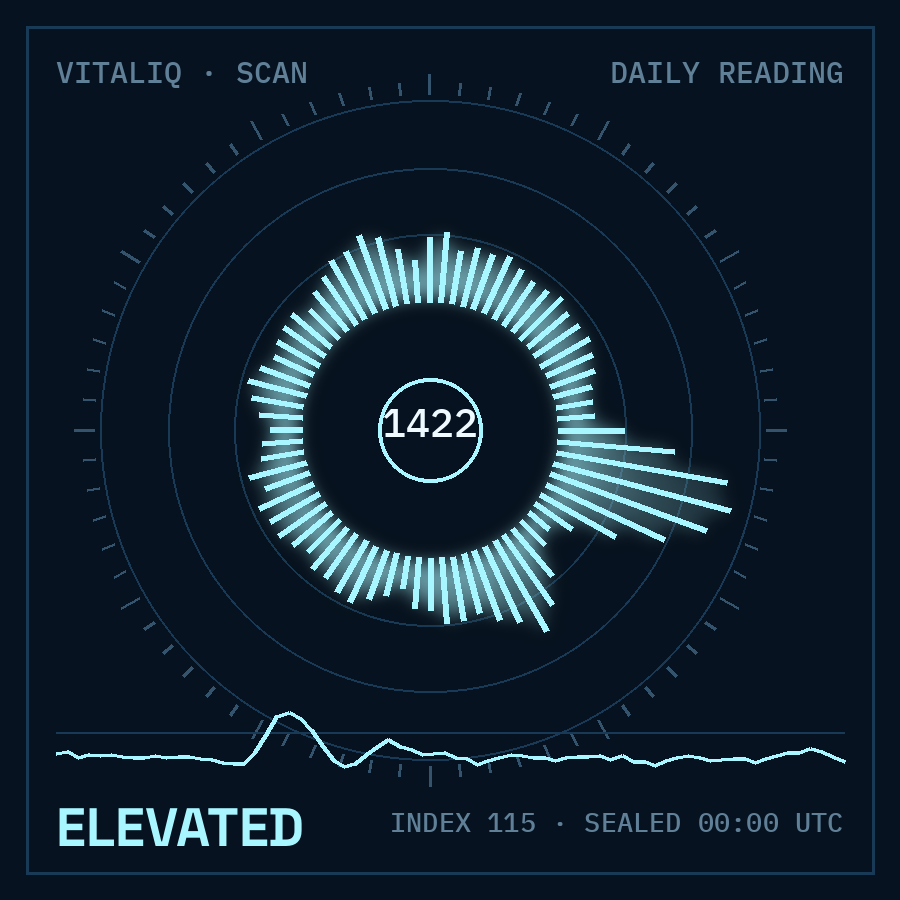 VITALIQ · SCAN
DAILY READING
1422
ELEVATED
INDEX 115 · SEALED 00:00 UTC